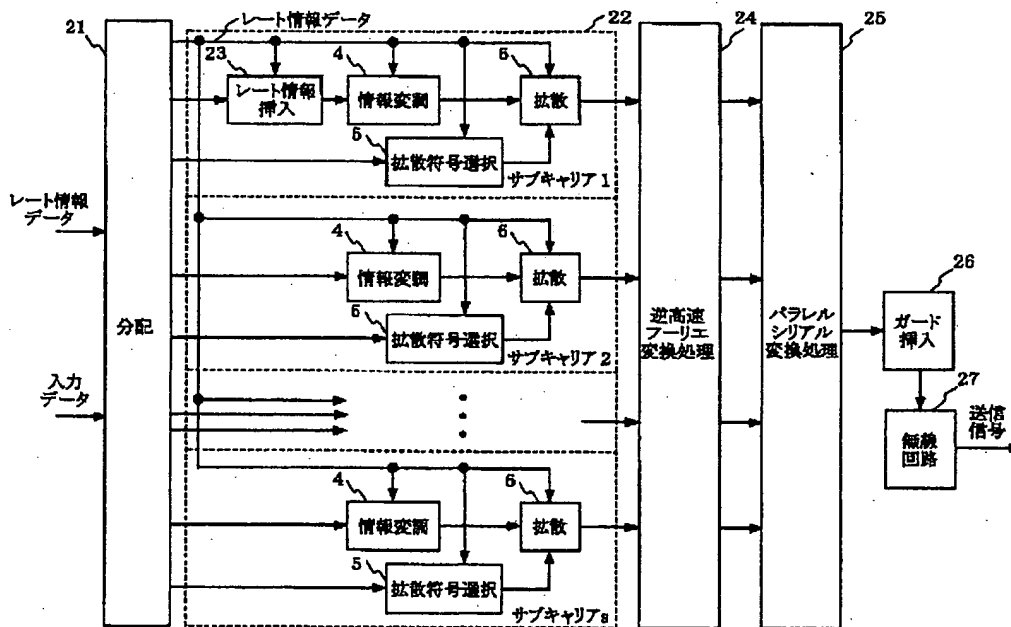 21
レート情報データ
22
24
25
23
4
6
レート情報
挿入
情報変調
拡散
5
拡散符号選択
サブキャリア1
レート情報
データ
4
6
情報変調
拡散
26
分配
5
拡散符号選択
サブキャリア2
逆高速
フーリエ
変換処理
パラレル
シリアル
変換処理
ガード
挿入
入力
データ
27
送信
信号
無線
回路
4
6
情報変調
拡散
5
拡散符号選択
サブキャリアs